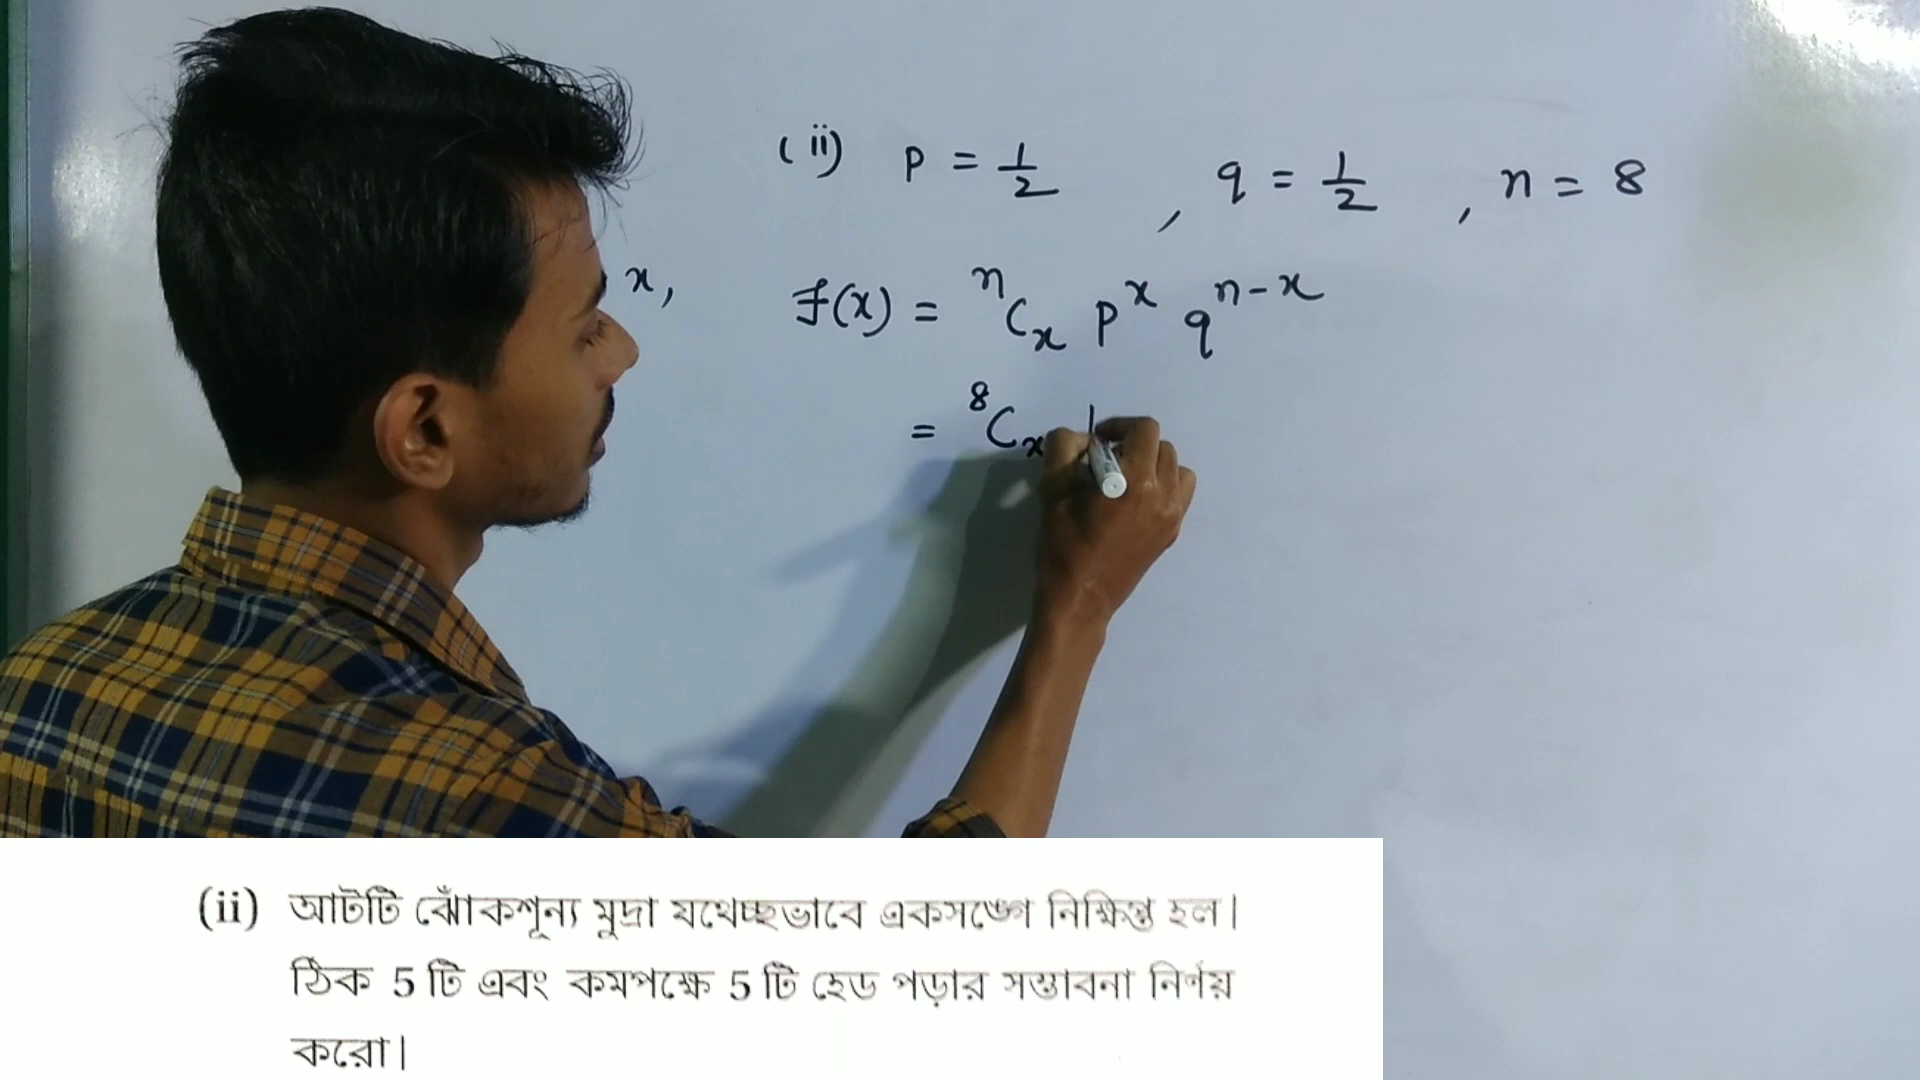 (ii) p = 1/2 , q = 1/2 , n = 8
x, f(x) = ⁿCₓ pˣ qⁿ⁻ˣ
= ⁸Cₓ
(ii) আটটি ঝোঁকশূন্য মুদ্রা যথেচ্ছভাবে একসঙ্গে নিক্ষিপ্ত হল।
ঠিক 5 টি এবং কমপক্ষে 5 টি হেড পড়ার সম্ভাবনা নির্ণয়
করো।